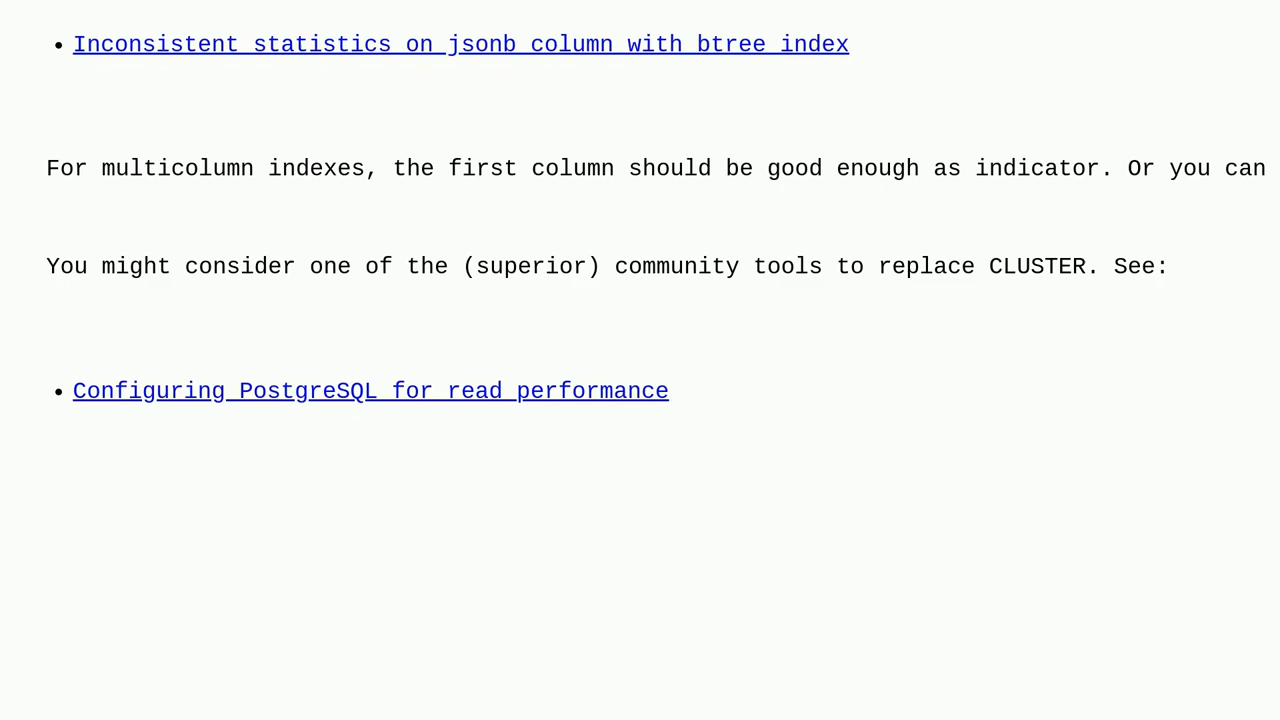 • Inconsistent statistics on jsonb column with btree index
For multicolumn indexes, the first column should be good enough as indicator. Or you can
You might consider one of the (superior) community tools to replace CLUSTER. See:
• Configuring PostgreSQL for read performance